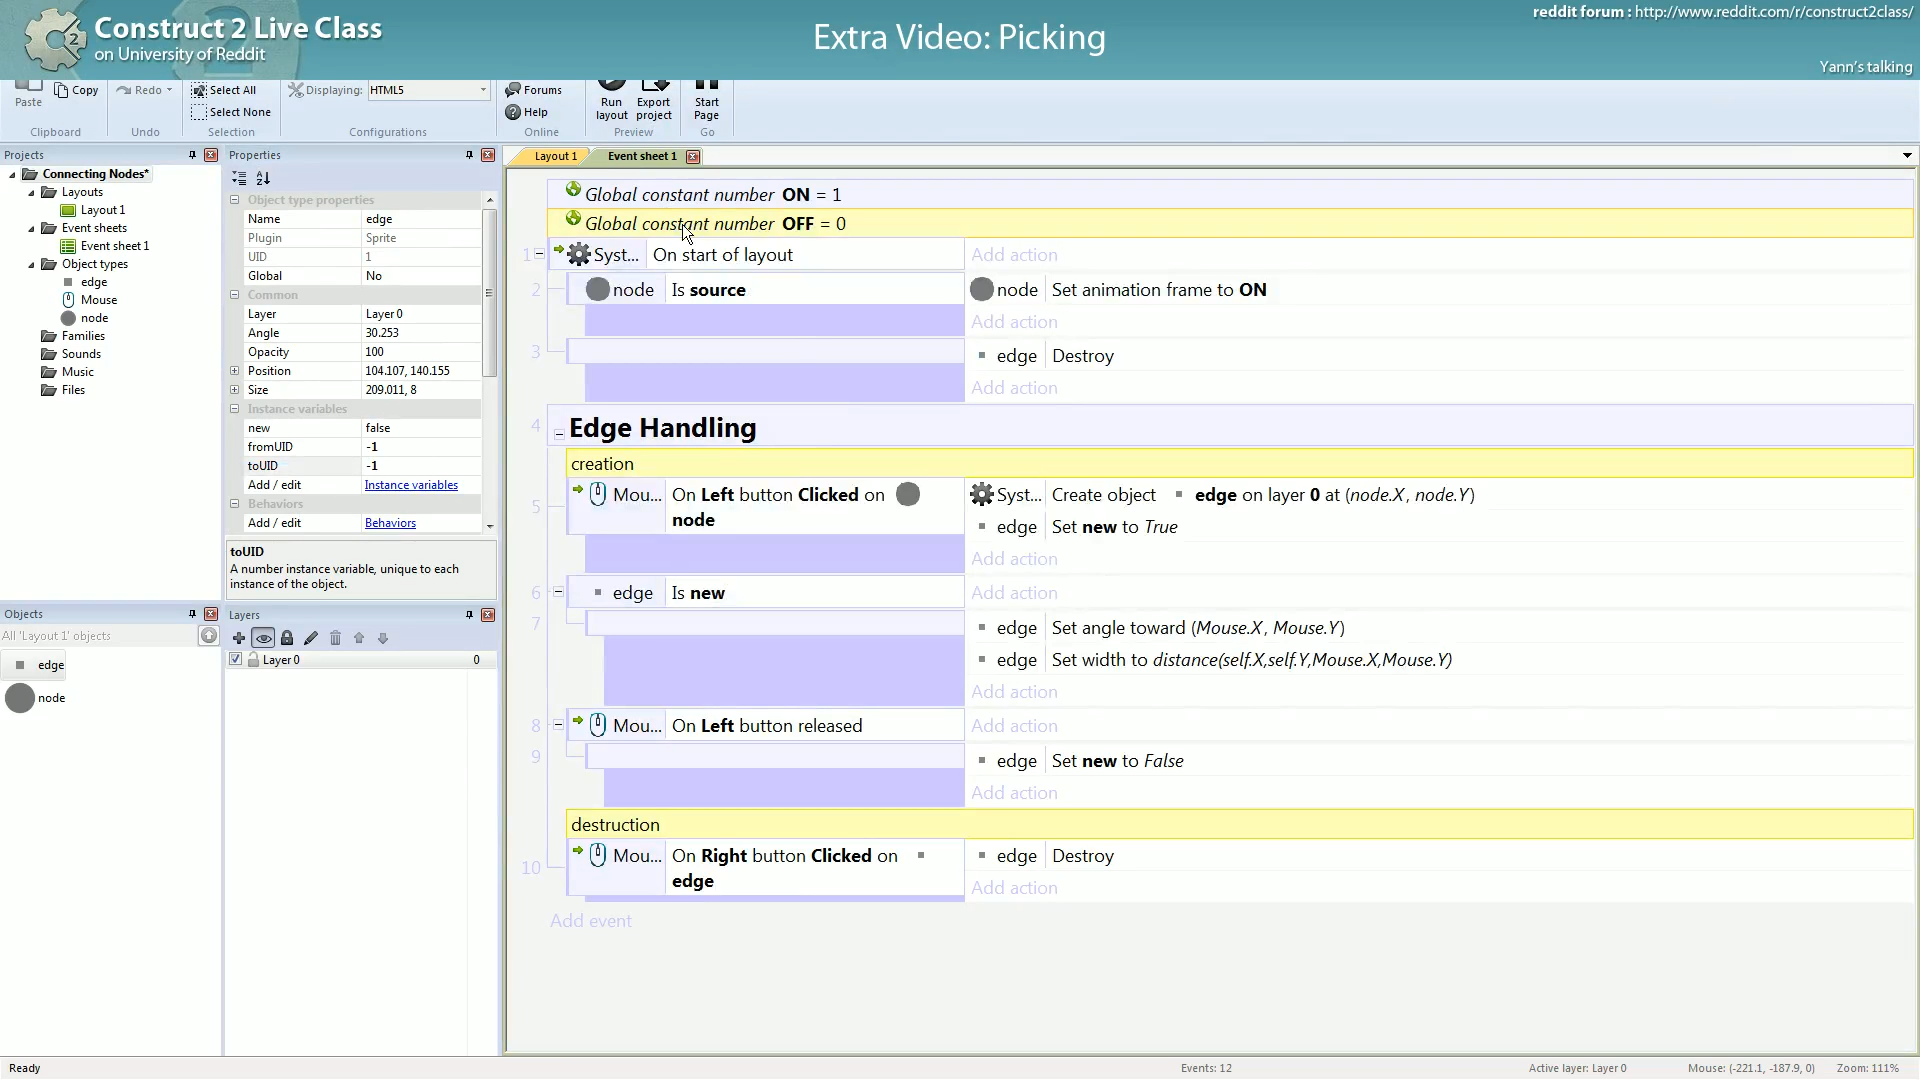 Construct 2 Live Class
on University of Reddit
Extra Video: Picking
reddit forum : http://www.reddit.com/r/construct2class/
Yann's talking
Paste
Copy
Clipboard
Redo
Undo
Select All
Select None
Selection
Displaying: HTML5
Configurations
Forums
Help
Online
Run layout
Export project
Preview
Start Page
Go
Projects
Connecting Nodes*
Layouts
Layout 1
Event sheets
Event sheet 1
Object types
edge
Mouse
node
Families
Sounds
Music
Files
Properties
Object type properties
Name edge
Plugin Sprite
UID 1
Global No
Common
Layer Layer 0
Angle 30.253
Opacity 100
Position 104.107, 140.155
Size 209.011, 8
Instance variables
new false
fromUID -1
toUID -1
Add / edit Instance variables
Behaviors
Add / edit Behaviors
toUID
A number instance variable, unique to each
instance of the object.
Objects
All 'Layout 1' objects
edge
node
Layers
Layer 0 0
Layout 1
Event sheet 1
Global constant number ON = 1
Global constant number OFF = 0
1 Syst... On start of layout Add action
2 node Is source node Set animation frame to ON
Add action
3 edge Destroy
Add action
4 Edge Handling
creation
5 Mou... On Left button Clicked on
node
Syst... Create object edge on layer 0 at (node.X, node.Y)
edge Set new to True
Add action
6 edge Is new Add action
7 edge Set angle toward (Mouse.X, Mouse.Y)
edge Set width to distance(self.X,self.Y,Mouse.X,Mouse.Y)
Add action
8 Mou... On Left button released Add action
9 edge Set new to False
Add action
destruction
10 Mou... On Right button Clicked on
edge
edge Destroy
Add action
Add event
Ready
Events: 12
Active layer: Layer 0
Mouse: (-221.1, -187.9, 0)
Zoom: 111%